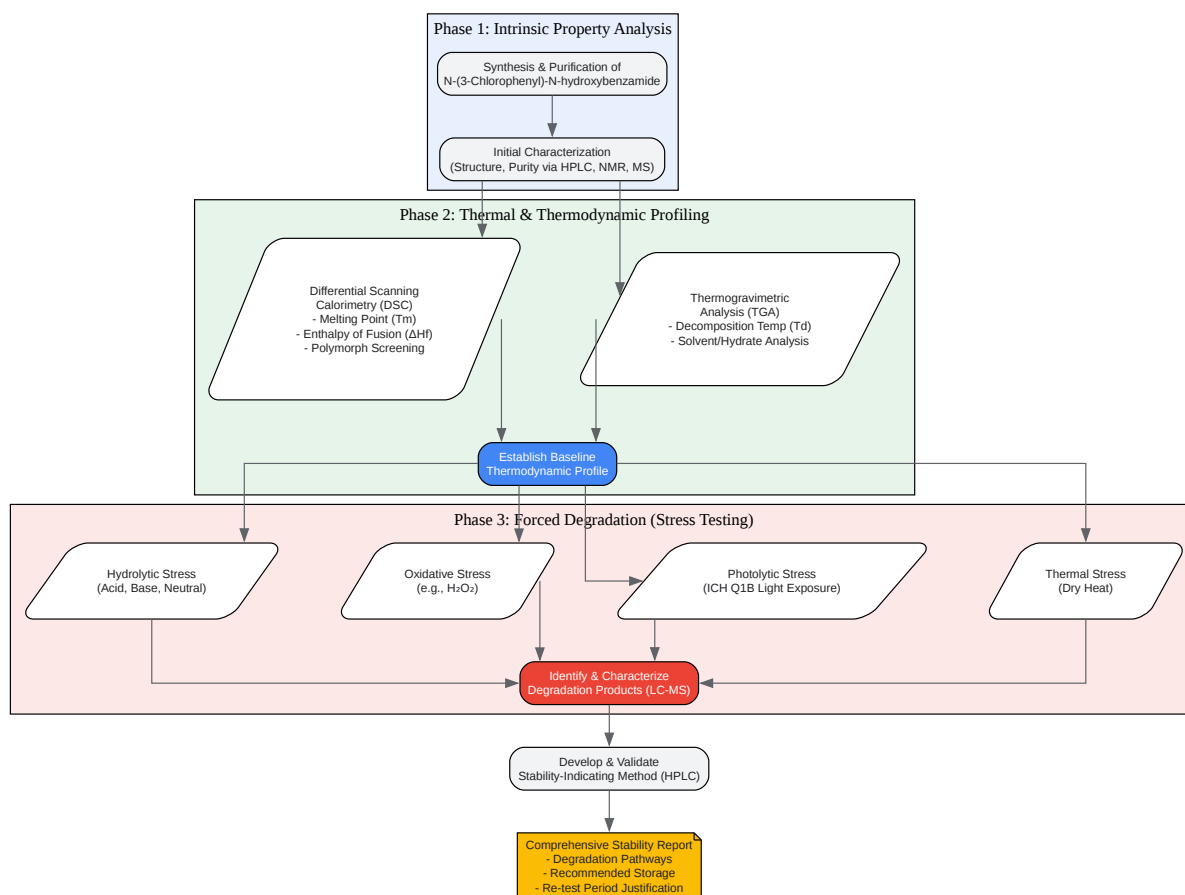 Phase 1: Intrinsic Property Analysis
Synthesis & Purification of
N-(3-Chlorophenyl)-N-hydroxybenzamide
Initial Characterization
(Structure, Purity via HPLC, NMR, MS)
Phase 2: Thermal & Thermodynamic Profiling
Differential Scanning
Calorimetry (DSC)
- Melting Point (Tm)
- Enthalpy of Fusion (ΔHf)
- Polymorph Screening
Thermogravimetric
Analysis (TGA)
- Decomposition Temp (Td)
- Solvent/Hydrate Analysis
Establish Baseline
Thermodynamic Profile
Phase 3: Forced Degradation (Stress Testing)
Hydrolytic Stress
(Acid, Base, Neutral)
Oxidative Stress
(e.g., H₂O₂)
Photolytic Stress
(ICH Q1B Light Exposure)
Thermal Stress
(Dry Heat)
Identify & Characterize
Degradation Products (LC-MS)
Develop & Validate
Stability-Indicating Method (HPLC)
Comprehensive Stability Report
- Degradation Pathways
- Recommended Storage
- Re-test Period Justification